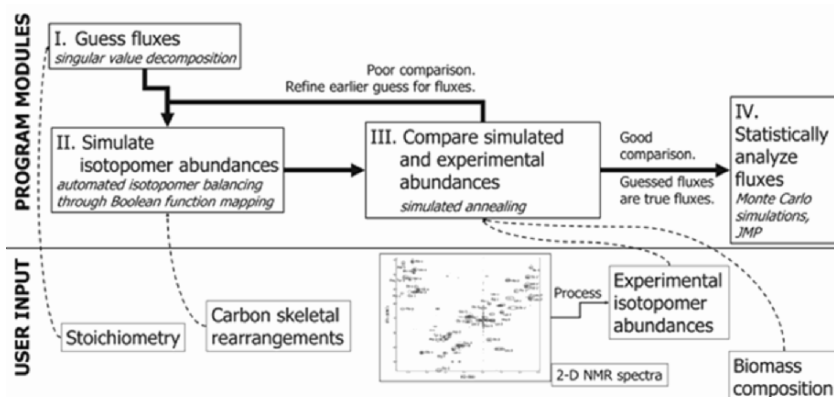 PROGRAM MODULES
I. Guess fluxes
singular value decomposition
Poor comparison.
Refine earlier guess for fluxes.
II. Simulate
isotopomer abundances
automated isotopomer balancing
through Boolean function mapping
III. Compare simulated
and experimental
abundances
simulated annealing
Good
comparison.
Guessed fluxes
are true fluxes.
IV.
Statistically
analyze
fluxes
Monte Carlo
simulations,
JMP
USER INPUT
Stoichiometry
Carbon skeletal
rearrangements
2-D NMR spectra
Process
Experimental
isotopomer
abundances
Biomass
composition